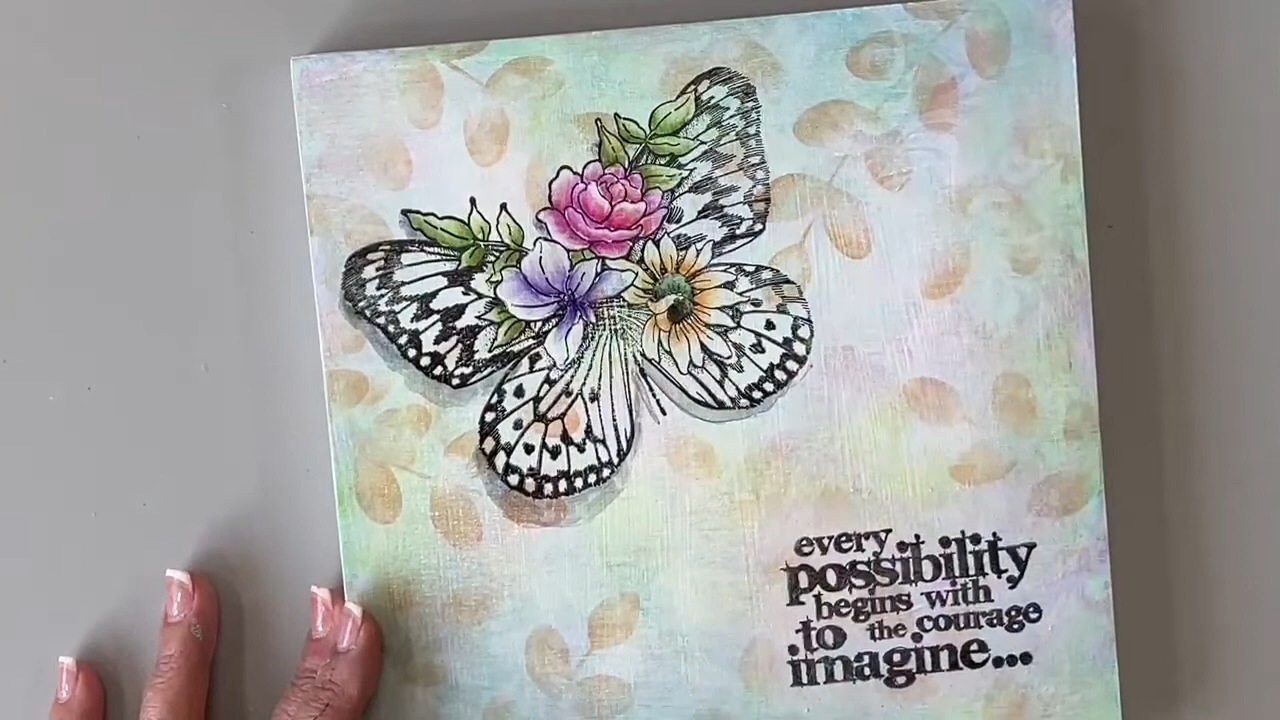 every
possibility
begins with
to the courage
imagine...